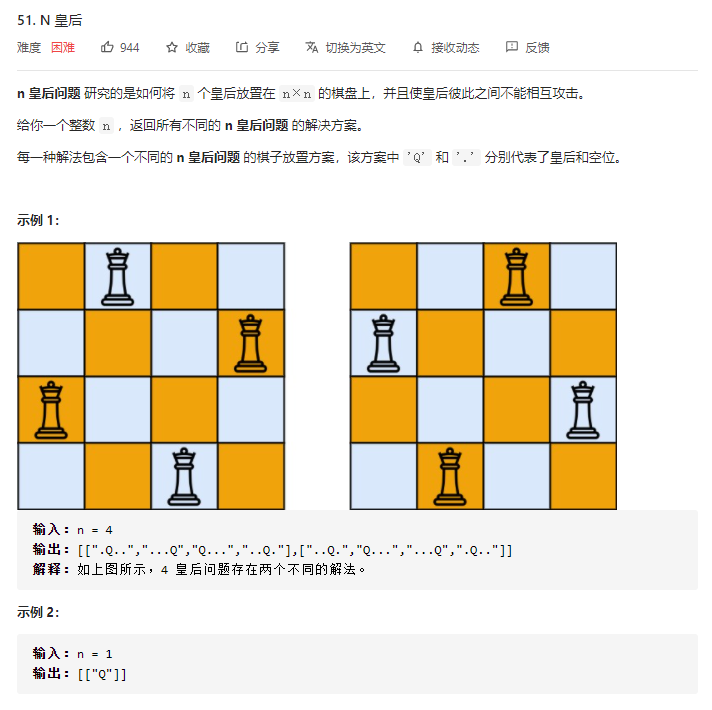 51. N 皇后
难度 困难 944 收藏 分享 切换为英文 接收动态 反馈
n 皇后问题 研究的是如何将 n 个皇后放置在 n×n 的棋盘上，并且使皇后彼此之间不能相互攻击。
给你一个整数 n ，返回所有不同的 n 皇后问题 的解决方案。
每一种解法包含一个不同的 n 皇后问题 的棋子放置方案，该方案中 'Q' 和 '.' 分别代表了皇后和空位。
示例 1：
输入：n = 4
输出：[[".Q..","...Q","Q...","..Q."],["..Q.","Q...","...Q",".Q.."]]
解释：如上图所示，4 皇后问题存在两个不同的解法。
示例 2：
输入：n = 1
输出：[["Q"]]